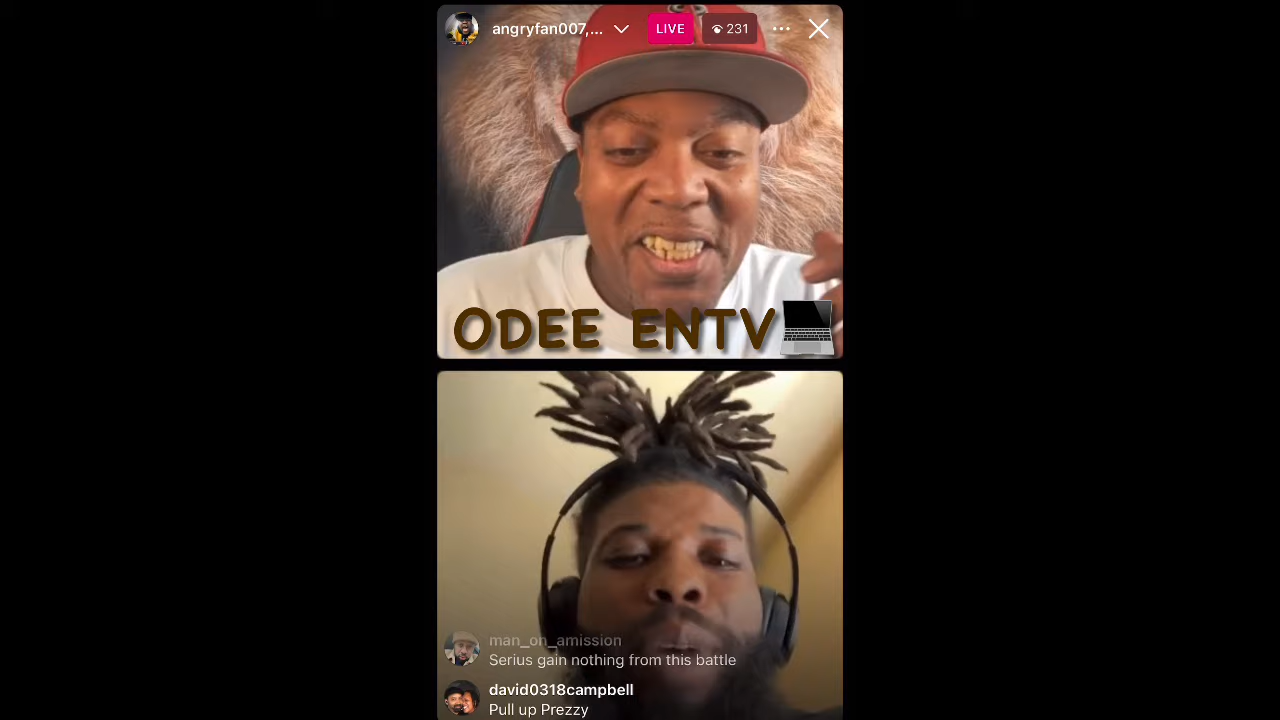 angryfan007,...
LIVE
231
ODEE ENTV
man_on_amission
Serius gain nothing from this battle
david0318campbell
Pull up Prezzy